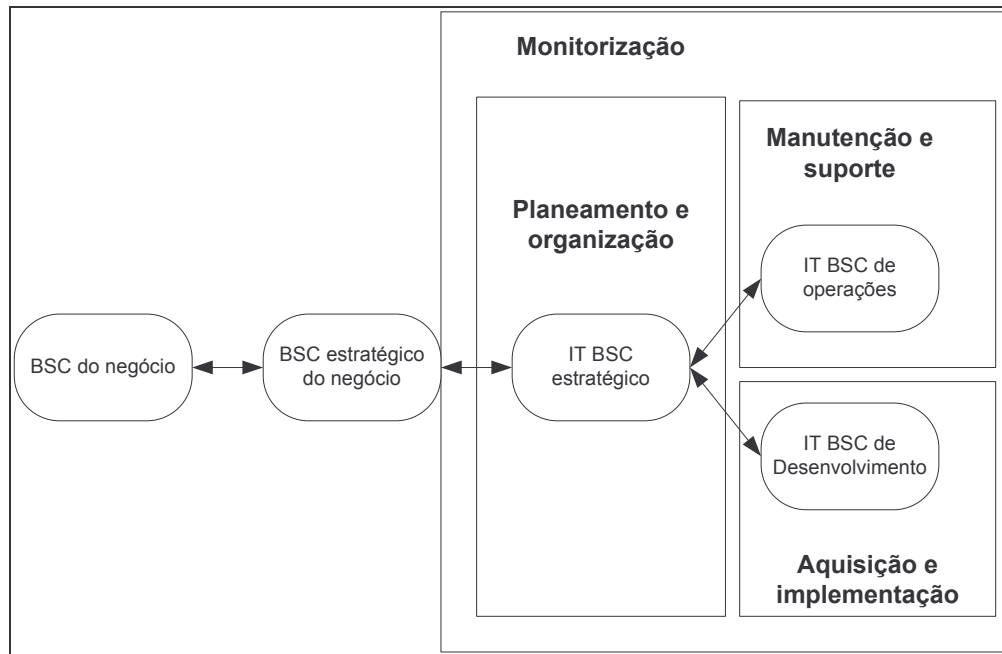 Monitorização
Manutenção e
suporte
Planeamento e
organização
IT BSC de
operações
BSC do negócio
BSC estratégico
do negócio
IT BSC
estratégico
IT BSC de
Desenvolvimento
Aquisição e
implementação